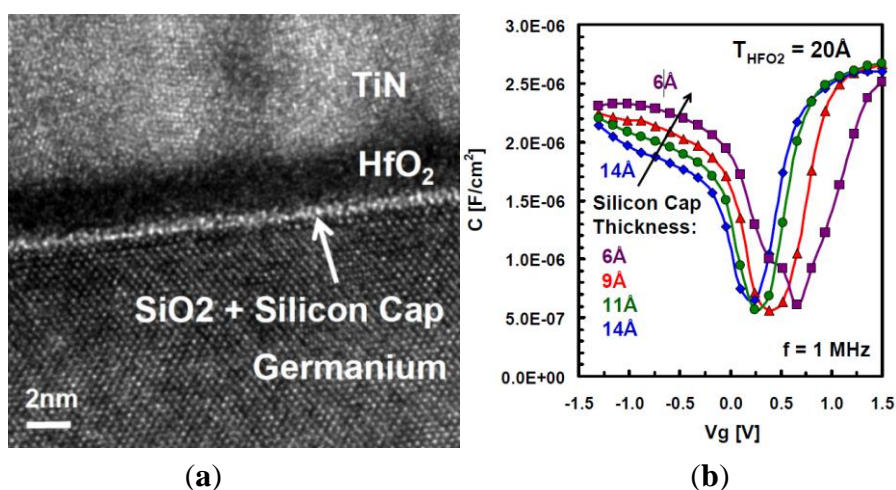 TiN
HfO2
SiO2 + Silicon Cap
Germanium
2nm
(a)
3.0E-06
2.5E-06
2.0E-06
1.5E-06
1.0E-06
5.0E-07
0.0E+00
C [F/cm2]
THFO2 = 20Å
6Å
14Å
Silicon Cap
Thickness:
6Å
9Å
11Å
14Å
f = 1 MHz
-1.5 -1.0 -0.5 0.0 0.5 1.0 1.5
Vg [V]
(b)